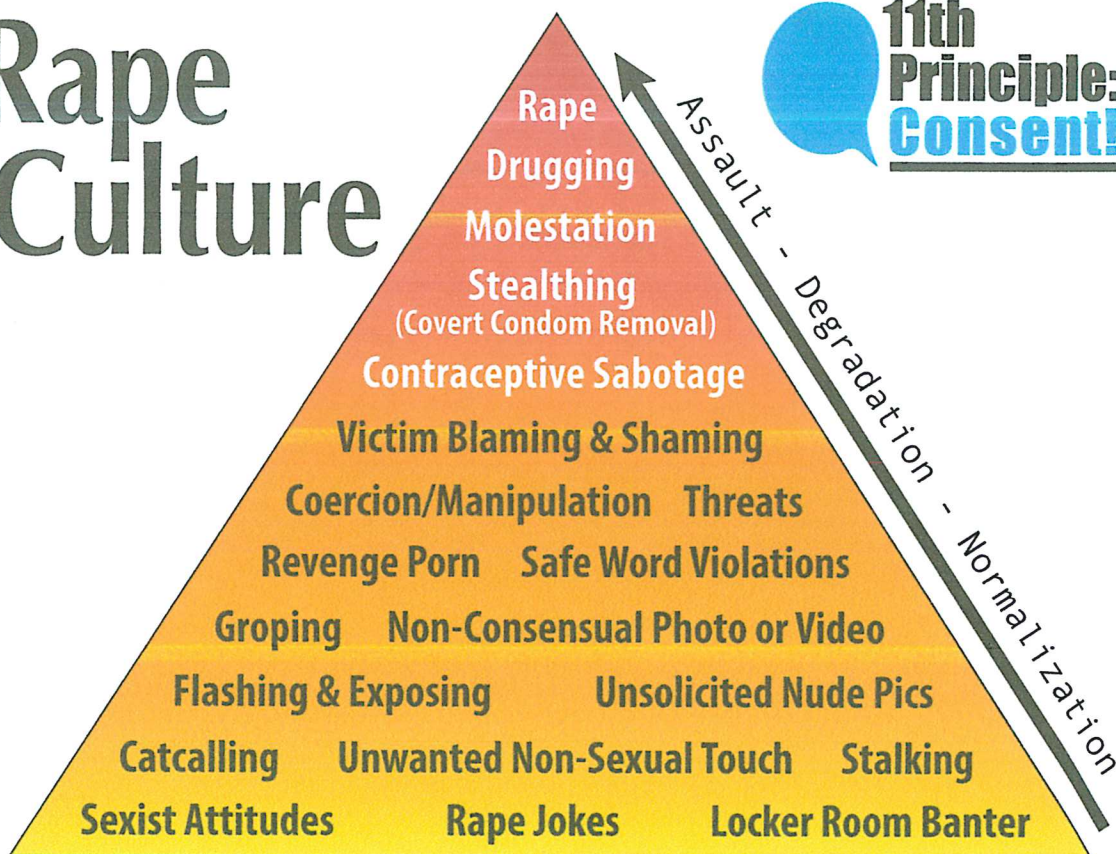 Rape
Culture
11th
Principle:
Consent!
Rape
Drugging
Molestation
Stealthing
(Covert Condom Removal)
Contraceptive Sabotage
Victim Blaming & Shaming
Coercion/Manipulation Threats
Revenge Porn Safe Word Violations
Groping Non-Consensual Photo or Video
Flashing & Exposing Unsolicited Nude Pics
Catcalling Unwanted Non-Sexual Touch Stalking
Sexist Attitudes Rape Jokes Locker Room Banter
Assault - Degradation - Normalization